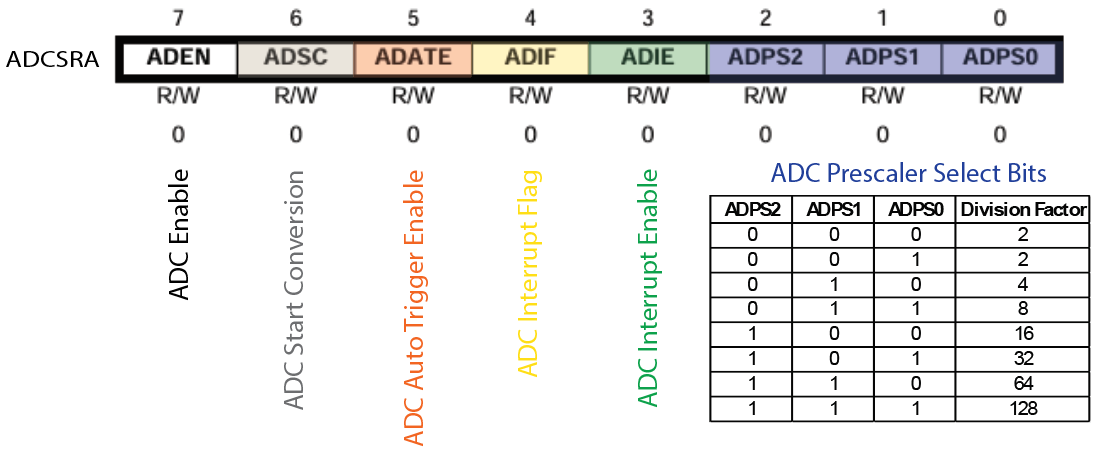 7 6 5 4 3 2 1 0
ADCSRA ADEN ADSC ADATE ADIF ADIE ADPS2 ADPS1 ADPS0
R/W R/W R/W R/W R/W R/W R/W R/W
0 0 0 0 0 0 0 0
ADC Enable
ADC Start Conversion
ADC Auto Trigger Enable
ADC Interrupt Flag
ADC Interrupt Enable
ADC Prescaler Select Bits
ADPS2 ADPS1 ADPS0 Division Factor
0 0 0 2
0 0 1 2
0 1 0 4
0 1 1 8
1 0 0 16
1 0 1 32
1 1 0 64
1 1 1 128